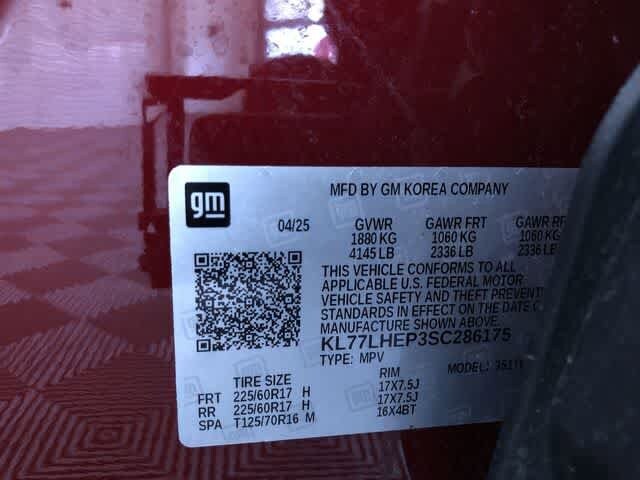 gm
MFD BY GM KOREA COMPANY
04/25 GVWR GAWR FRT GAWR
1880 KG 1060 KG 1060 KG
4145 LB 2336 LB 2336 LB
THIS VEHICLE CONFORMS TO ALL
APPLICABLE U.S. FEDERAL MOTOR
VEHICLE SAFETY AND THEFT
STANDARDS IN EFFECT ON THE DATE
MANUFACTURE SHOWN ABOVE.
KL77LHEP3SC286175
TYPE: MPV MODEL:
TIRE SIZE RIM
FRT 225/60R17 H 17X7.5J
RR 225/60R17 H 17X7.5J
SPA T125/70R16 M 16X4BT